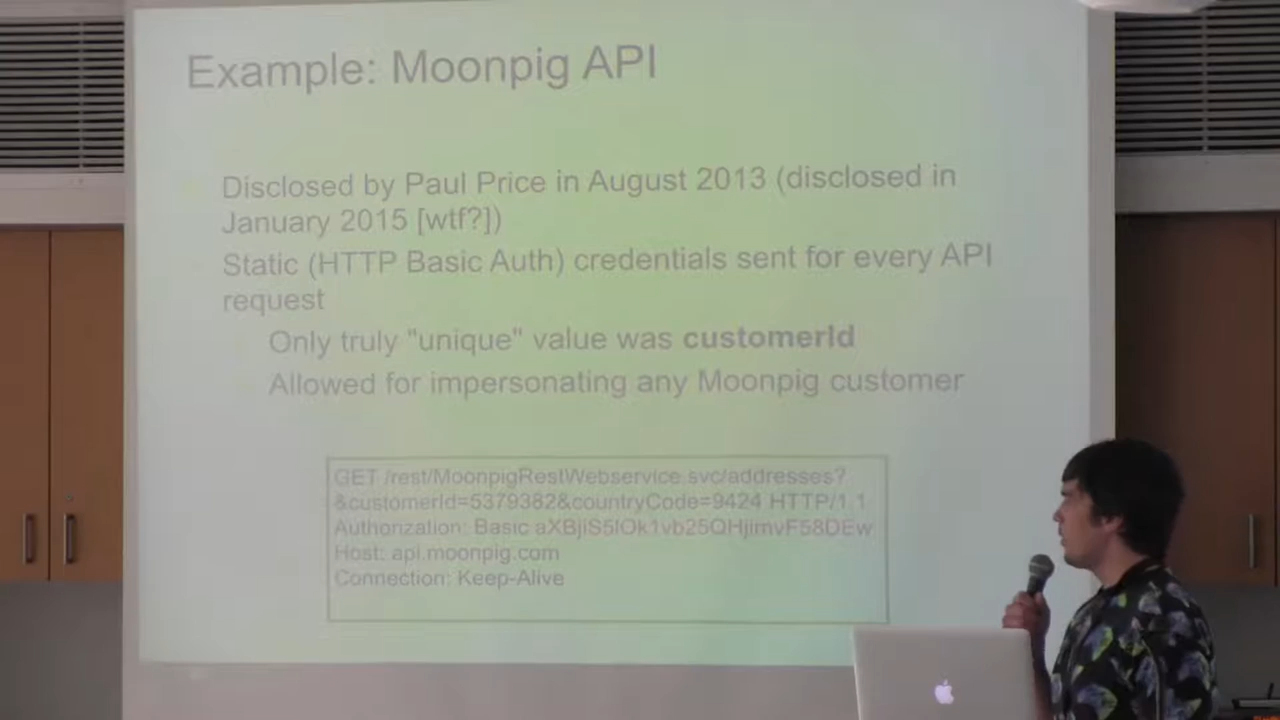 Example: Moonpig API
Disclosed by Paul Price in August 2013 (disclosed in
January 2015 [wtf?])
Static (HTTP Basic Auth) credentials sent for every API
request
Only truly "unique" value was customerId
Allowed for impersonating any Moonpig customer
GET /rest/MoonpigRestWebservice.svc/addresses?
&customerId=5379382&countryCode=9424 HTTP/1.1
Authorization: Basic
Host: api.moonpig.com
Connection: Keep-Alive